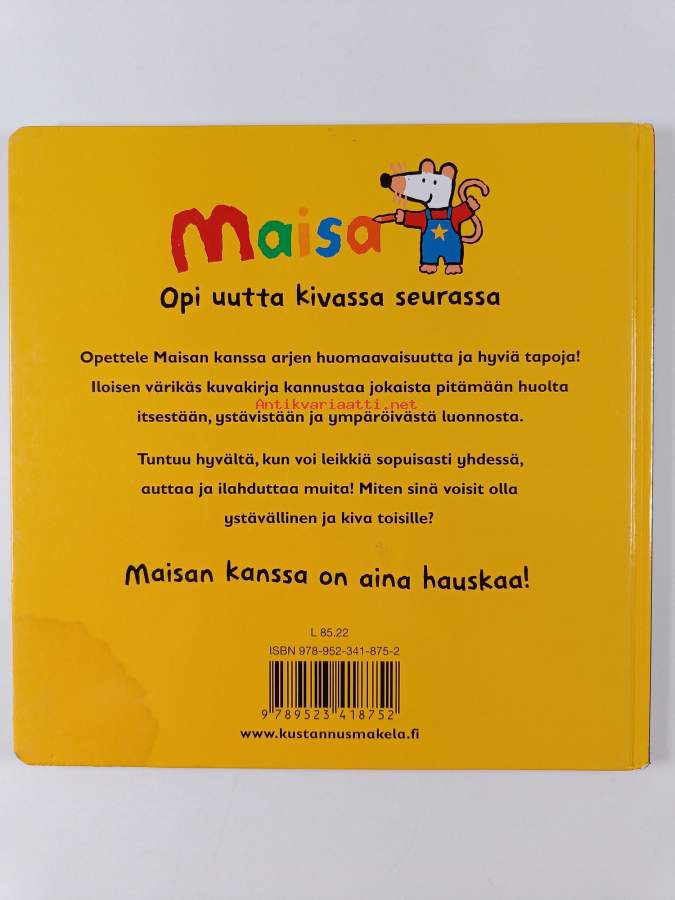 Maisa
Opi uutta kivassa seurassa
Opettele Maisan kanssa arjen huomaavaisuutta ja hyviä tapoja!
Iloisen värikäs kuvakirja kannustaa jokaista pitämään huolta
Antikvariaatti.net
itsestään, ystävistään ja ympäröivästä luonnosta.
Tuntuu hyvältä, kun voi leikkiä sopuisasti yhdessä,
auttaa ja ilahduttaa muita! Miten sinä voisit olla
ystävällinen ja kiva toisille?
Maisan kanssa on aina hauskaa!
L 85.22
ISBN 978-952-341-875-2
9 789523 418752
www.kustannusmakela.fi